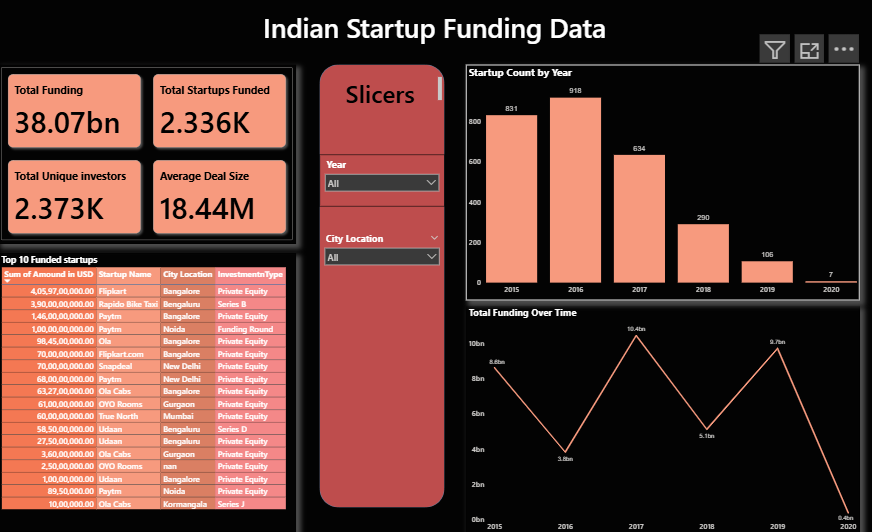 Indian Startup Funding Data
Total Funding
38.07bn
Total Startups Funded
2.336K
Total Unique investors
2.373K
Average Deal Size
18.44M
Slicers
Year
All
City Location
All
Startup Count by Year
800
600
400
200
0
831
918
634
290
106
7
2015 2016 2017 2018 2019 2020
Top 10 Funded startups
Sum of Amound in USD Startup Name City Location InvestmentnType
4,05,97,00,000.00 Flipkart Bangalore Private Equity
3,90,00,00,000.00 Rapido Bike Taxi Bengaluru Series B
1,46,00,00,000.00 Paytm Bangalore Private Equity
1,00,00,00,000.00 Paytm Noida Funding Round
98,45,00,000.00 Ola Bangalore Private Equity
70,00,00,000.00 Flipkart.com Bangalore Private Equity
70,00,00,000.00 Snapdeal New Delhi Private Equity
68,00,00,000.00 Paytm New Delhi Private Equity
63,27,00,000.00 Ola Cabs Bangalore Private Equity
61,00,00,000.00 OYO Rooms Gurgaon Private Equity
60,00,00,000.00 True North Mumbai Private Equity
58,50,00,000.00 Udaan Bengaluru Series D
27,50,00,000.00 Udaan Bengaluru Private Equity
3,60,00,000.00 Ola Cabs Gurgaon Private Equity
2,50,00,000.00 OYO Rooms nan Private Equity
1,00,00,000.00 Udaan Bangalore Private Equity
89,50,000.00 Paytm Noida Private Equity
10,00,000.00 Ola Cabs Kormangala Series J
Total Funding Over Time
10bn
8bn
6bn
4bn
2bn
0bn
8.6bn
3.8bn
10.4bn
5.1bn
9.7bn
0.4bn
2015 2016 2017 2018 2019 2020